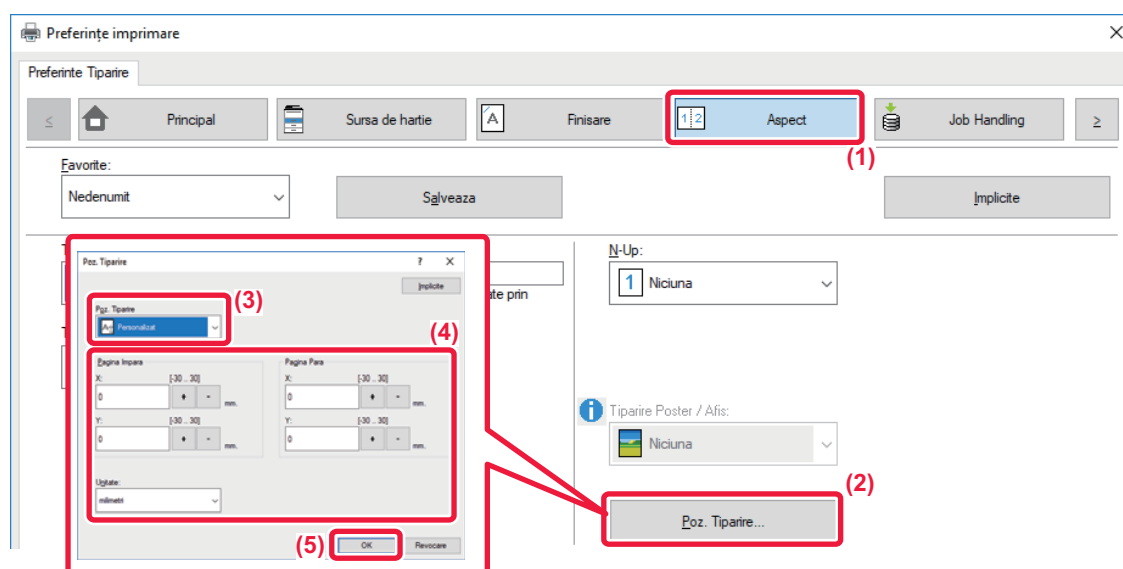 Preferințe imprimare
Preferinte Tiparire
Principal
Sursa de hartie
Finisare
Aspect
Job Handling
(1)
Favorite:
Nedenumit
Salveaza
Implicite
N-Up:
1 Niciuna
ate prin
Poz. Tiparire
Implicite
Poz. Tiparire
Personalizat
(3)
(4)
Pagina Impara
X: [-30 .. 30]
0 + - mm.
Y: [-30 .. 30]
0 + - mm.
Pagina Para
X: [-30 .. 30]
0 + - mm.
Y: [-30 .. 30]
0 + - mm.
Unitate:
milimetri
(5)
OK
Revocare
Tiparire Poster / Afis:
Niciuna
(2)
Poz. Tiparire...